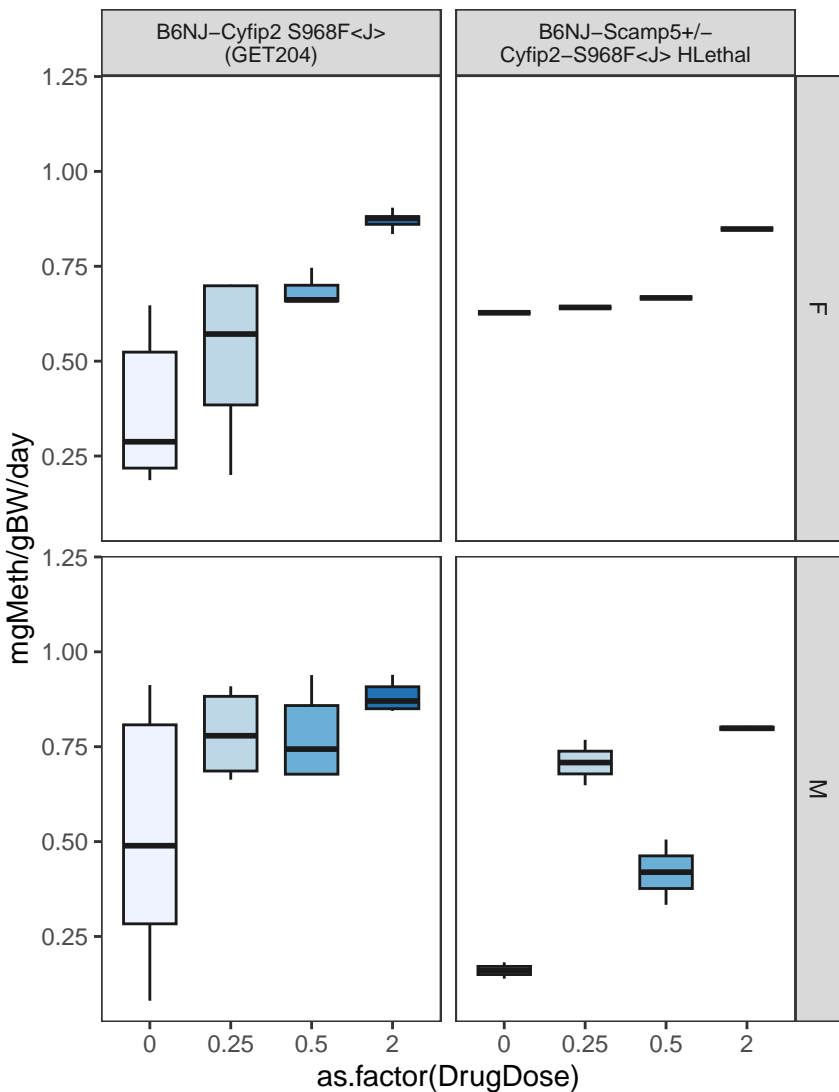 B6NJ−Cyfip2 S968F<J>
(GET204)
B6NJ−Scamp5+/−
Cyfip2−S968F<J> HLethal
1.25
1.00
0.75
0.50
0.25
F
1.25
1.00
0.75
0.50
0.25
M
mgMeth/gBW/day
0 0.25 0.5 2
0 0.25 0.5 2
as.factor(DrugDose)